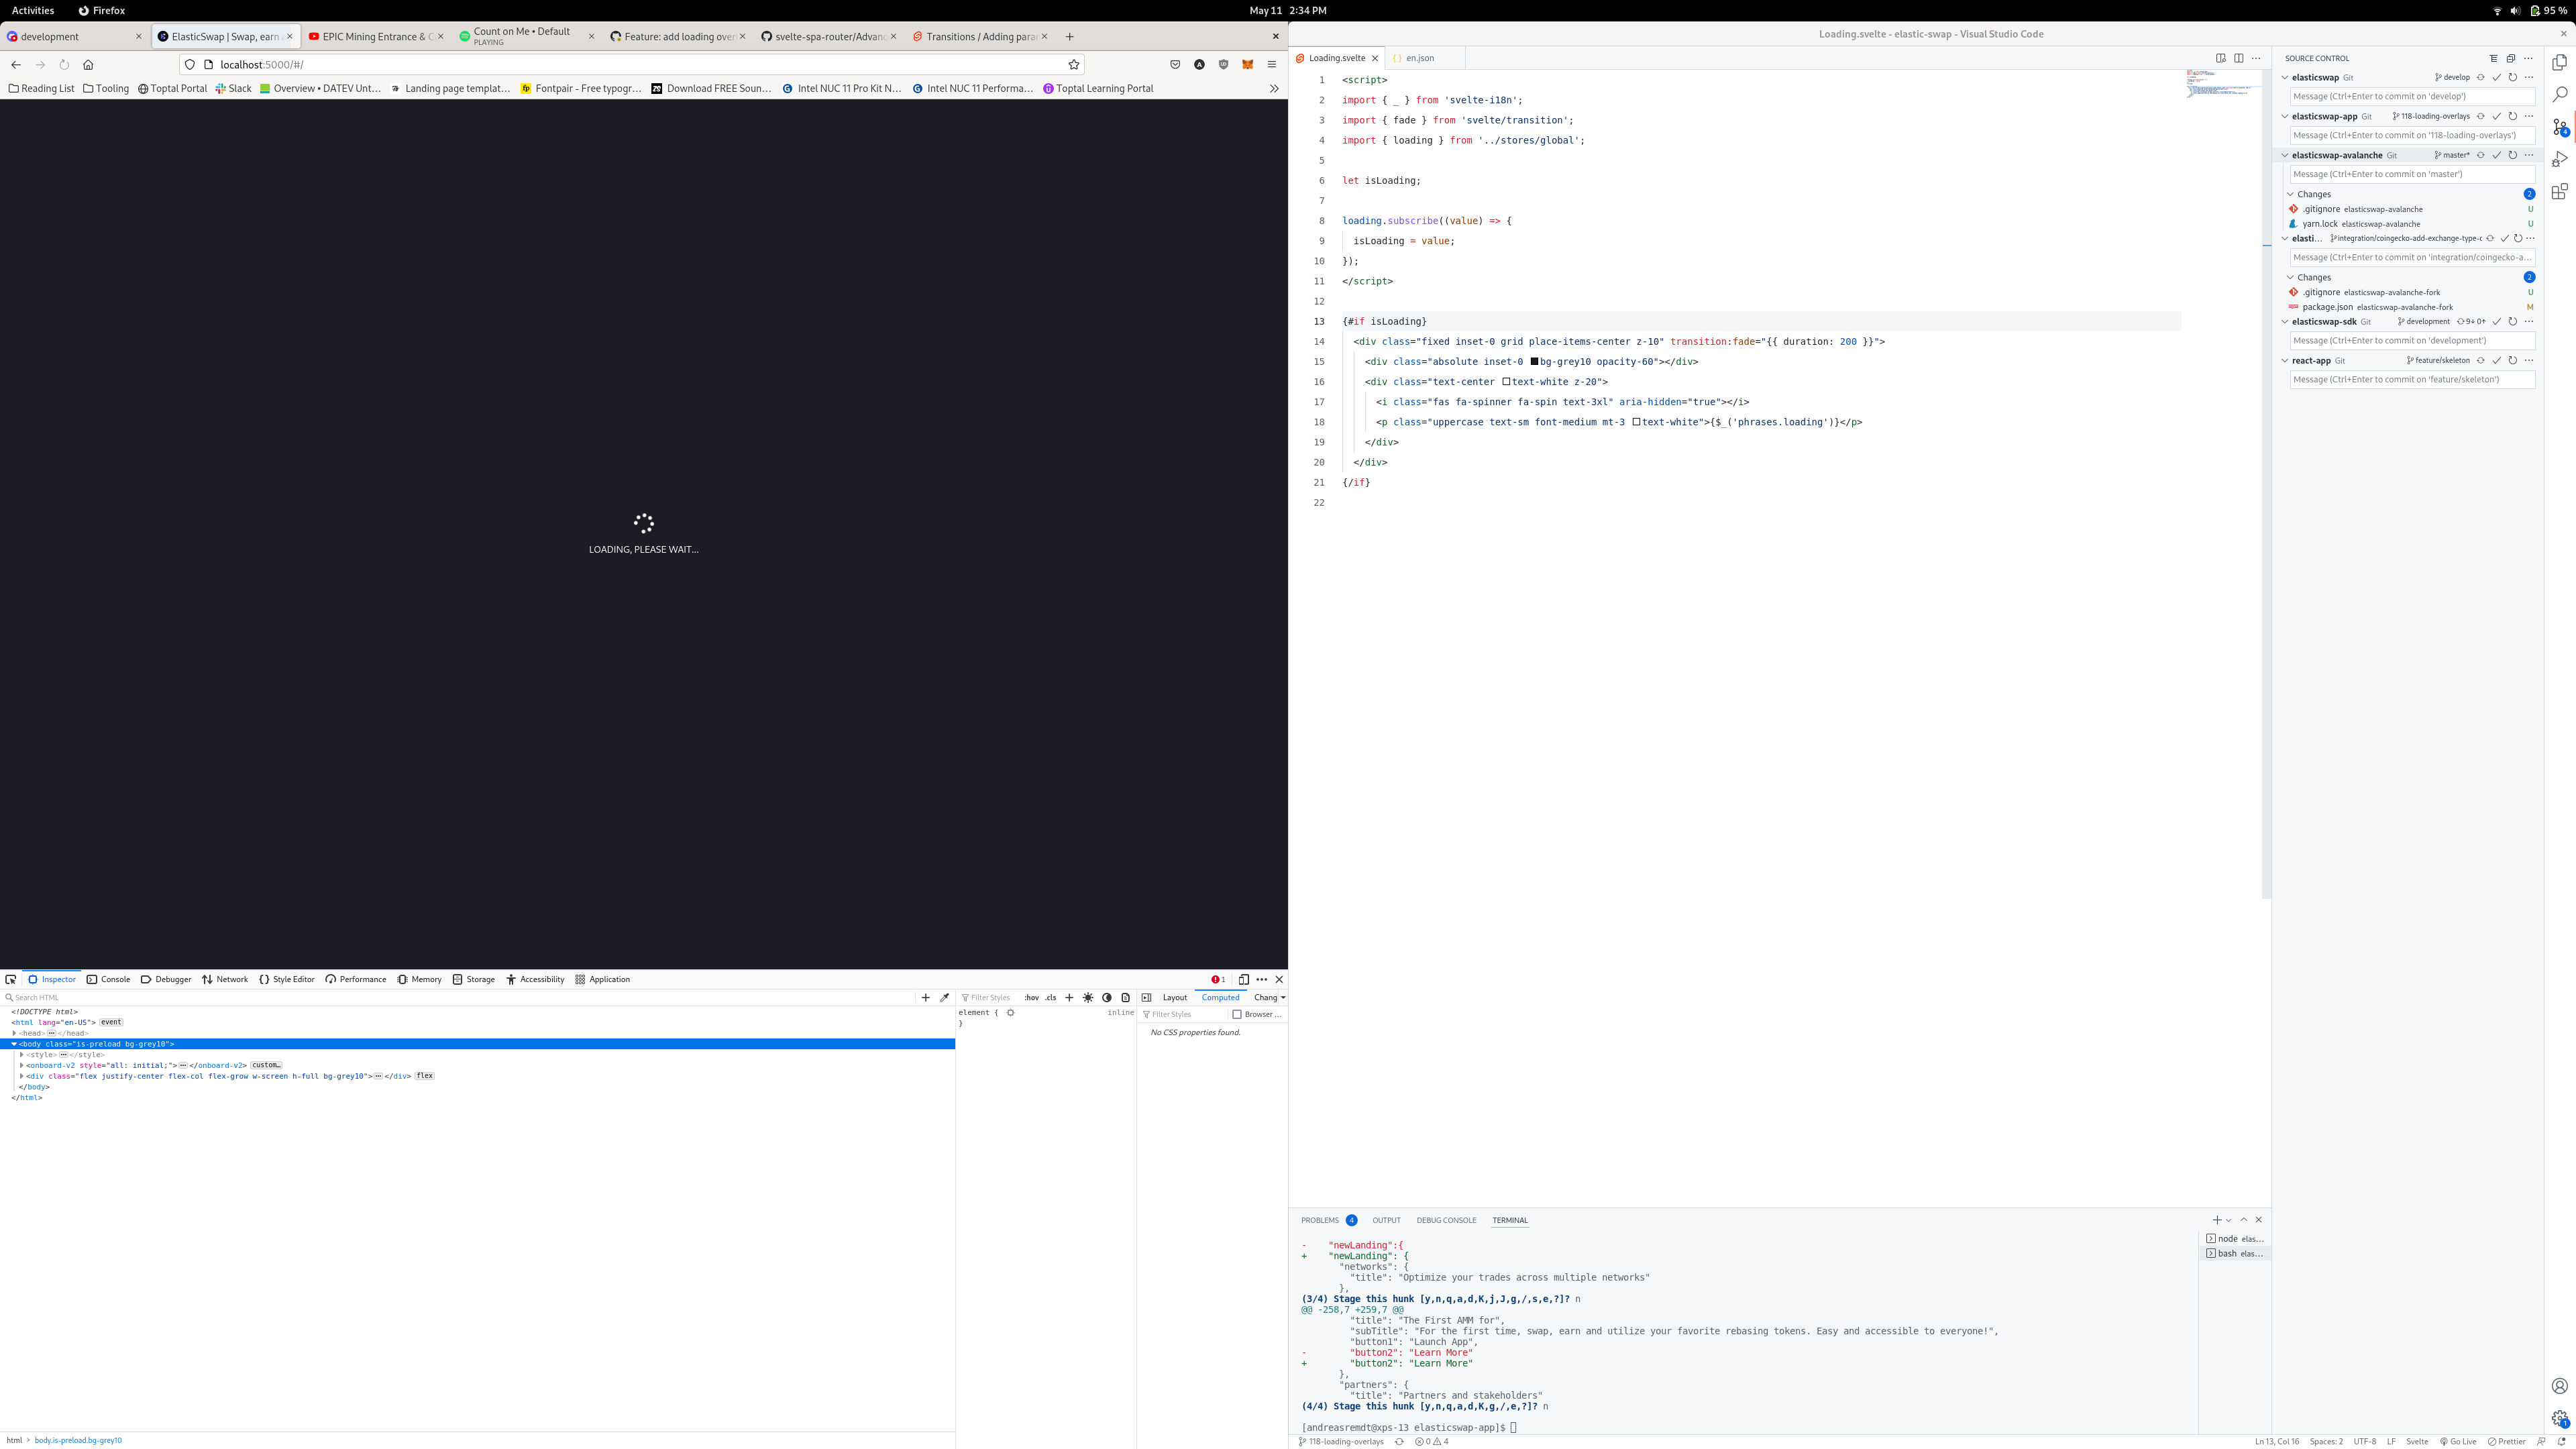 Activities
Firefox
May 11 2:34 PM
95 %
development
ElasticSwap | Swap, earn
EPIC Mining Entrance & C
Count on Me • Default
PLAYING
Feature: add loading over
svelte-spa-router/Advanc
Transitions / Adding para
localhost:5000/#/
Reading List
Tooling
Toptal Portal
Slack
Overview • DATEV Unt…
Landing page templat…
Fontpair - Free typogr…
Download FREE Soun…
Intel NUC 11 Pro Kit N…
Intel NUC 11 Performa…
Toptal Learning Portal
LOADING, PLEASE WAIT...
Inspector
Console
Debugger
Network
Style Editor
Performance
Memory
Storage
Accessibility
Application
1
Search HTML
<!DOCTYPE html>
<html lang="en-US"> event
<head> </head>
<body class="is-preload bg-grey10">
<style> </style>
<onboard-v2 style="all: initial;"> </onboard-v2> custom…
<div class="flex justify-center flex-col flex-grow w-screen h-full bg-grey10"> </div> flex
</body>
</html>
Filter Styles
:hov .cls
element {
inline
}
Layout
Computed
Chang
Filter Styles
Browser …
No CSS properties found.
html > body.is-preload.bg-grey10
Loading.svelte - elastic-swap - Visual Studio Code
Loading.svelte
en.json
1 <script>
2 import { _ } from 'svelte-i18n';
3 import { fade } from 'svelte/transition';
4 import { loading } from '../stores/global';
5
6 let isLoading;
7
8 loading.subscribe((value) => {
9 isLoading = value;
10 });
11 </script>
12
13 {#if isLoading}
14 <div class="fixed inset-0 grid place-items-center z-10" transition:fade="{{ duration: 200 }}">
15 <div class="absolute inset-0 bg-grey10 opacity-60"></div>
16 <div class="text-center text-white z-20">
17 <i class="fas fa-spinner fa-spin text-3xl" aria-hidden="true"></i>
18 <p class="uppercase text-sm font-medium mt-3 text-white">{$_('phrases.loading')}</p>
19 </div>
20 </div>
21 {/if}
22
PROBLEMS 4
OUTPUT
DEBUG CONSOLE
TERMINAL
- "newLanding":{
+ "newLanding": {
"networks": {
"title": "Optimize your trades across multiple networks"
},
(3/4) Stage this hunk [y,n,q,a,d,K,j,J,g,/,s,e,?]? n
@@ -258,7 +259,7 @@
"title": "The First AMM for",
"subTitle": "For the first time, swap, earn and utilize your favorite rebasing tokens. Easy and accessible to everyone!",
"button1": "Launch App",
- "button2": "Learn More"
+ "button2": "Learn More"
},
"partners": {
"title": "Partners and stakeholders"
(4/4) Stage this hunk [y,n,q,a,d,K,g,/,e,?]? n
[andreasremdt@xps-13 elasticswap-app]$
node elas…
bash elas…
SOURCE CONTROL
elasticswap Git develop
Message (Ctrl+Enter to commit on 'develop')
elasticswap-app Git 118-loading-overlays
Message (Ctrl+Enter to commit on '118-loading-overlays')
elasticswap-avalanche Git master*
Message (Ctrl+Enter to commit on 'master')
Changes 2
.gitignore elasticswap-avalanche U
yarn.lock elasticswap-avalanche U
elasti… integration/coingecko-add-exchange-type-c
Message (Ctrl+Enter to commit on 'integration/coingecko-a…
Changes 2
.gitignore elasticswap-avalanche-fork U
package.json elasticswap-avalanche-fork M
elasticswap-sdk Git development 9↓ 0↑
Message (Ctrl+Enter to commit on 'development')
react-app Git feature/skeleton
Message (Ctrl+Enter to commit on 'feature/skeleton')
4
1
118-loading-overlays
0 4
Ln 13, Col 16
Spaces: 2
UTF-8
LF
Svelte
Go Live
Prettier